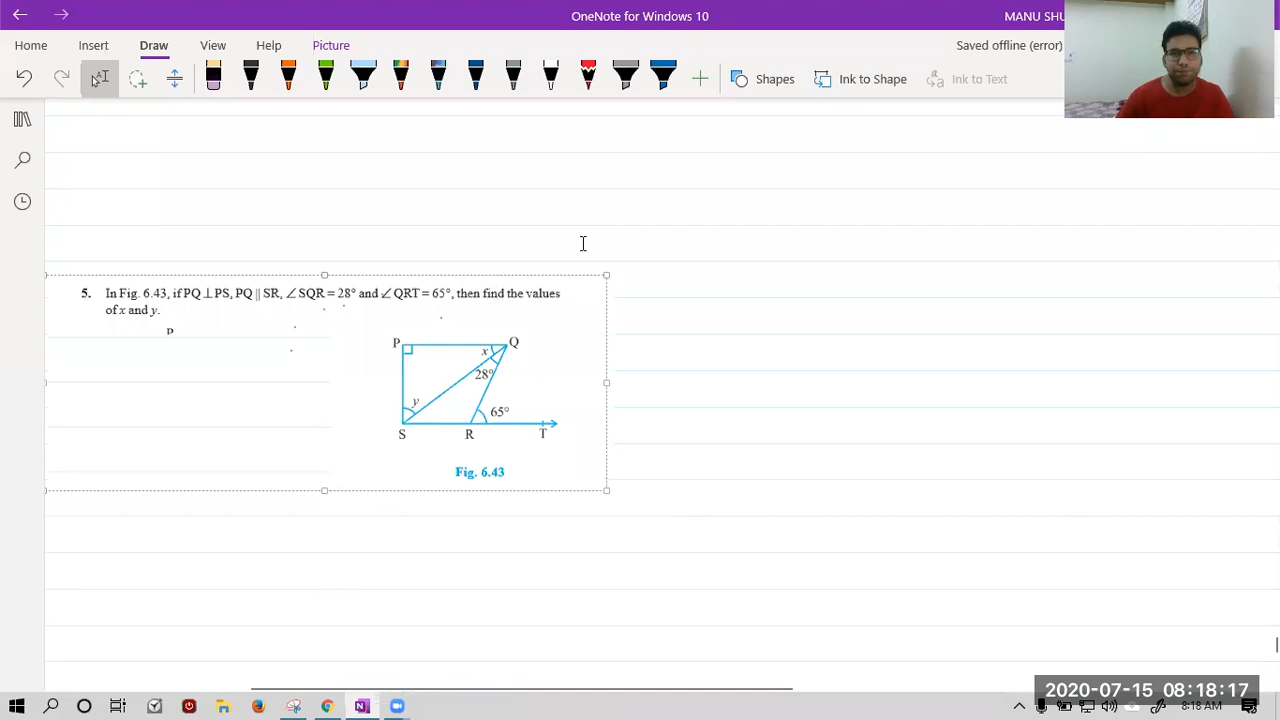 OneNote for Windows 10
MANU SHU
Home
Insert
Draw
View
Help
Picture
Saved offline (error)
Shapes
Ink to Shape
Ink to Text
5. In Fig. 6.43, if PQ ⊥ PS, PQ || SR, ∠SQR = 28° and ∠QRT = 65°, then find the values
of x and y.
P
P
Q
x
28°
y
65°
S
R
T
Fig. 6.43
2020-07-15 08:18:17
8:18 AM